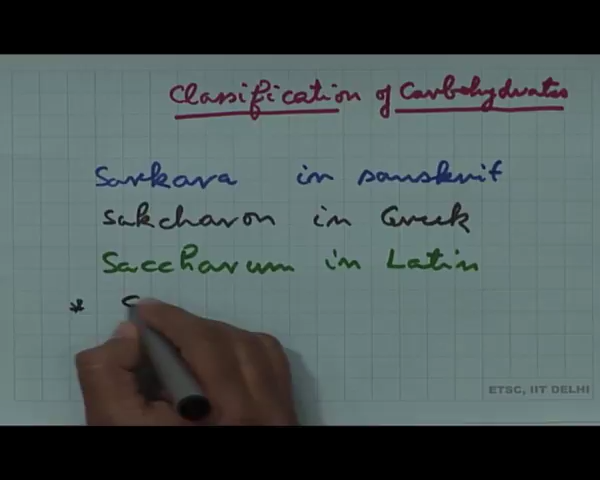 Classification of Carbohydrates
Sarkara in sanskrit
sakcharon in Greek
Saccharum in Latin
* S
ETSC, IIT DELHI